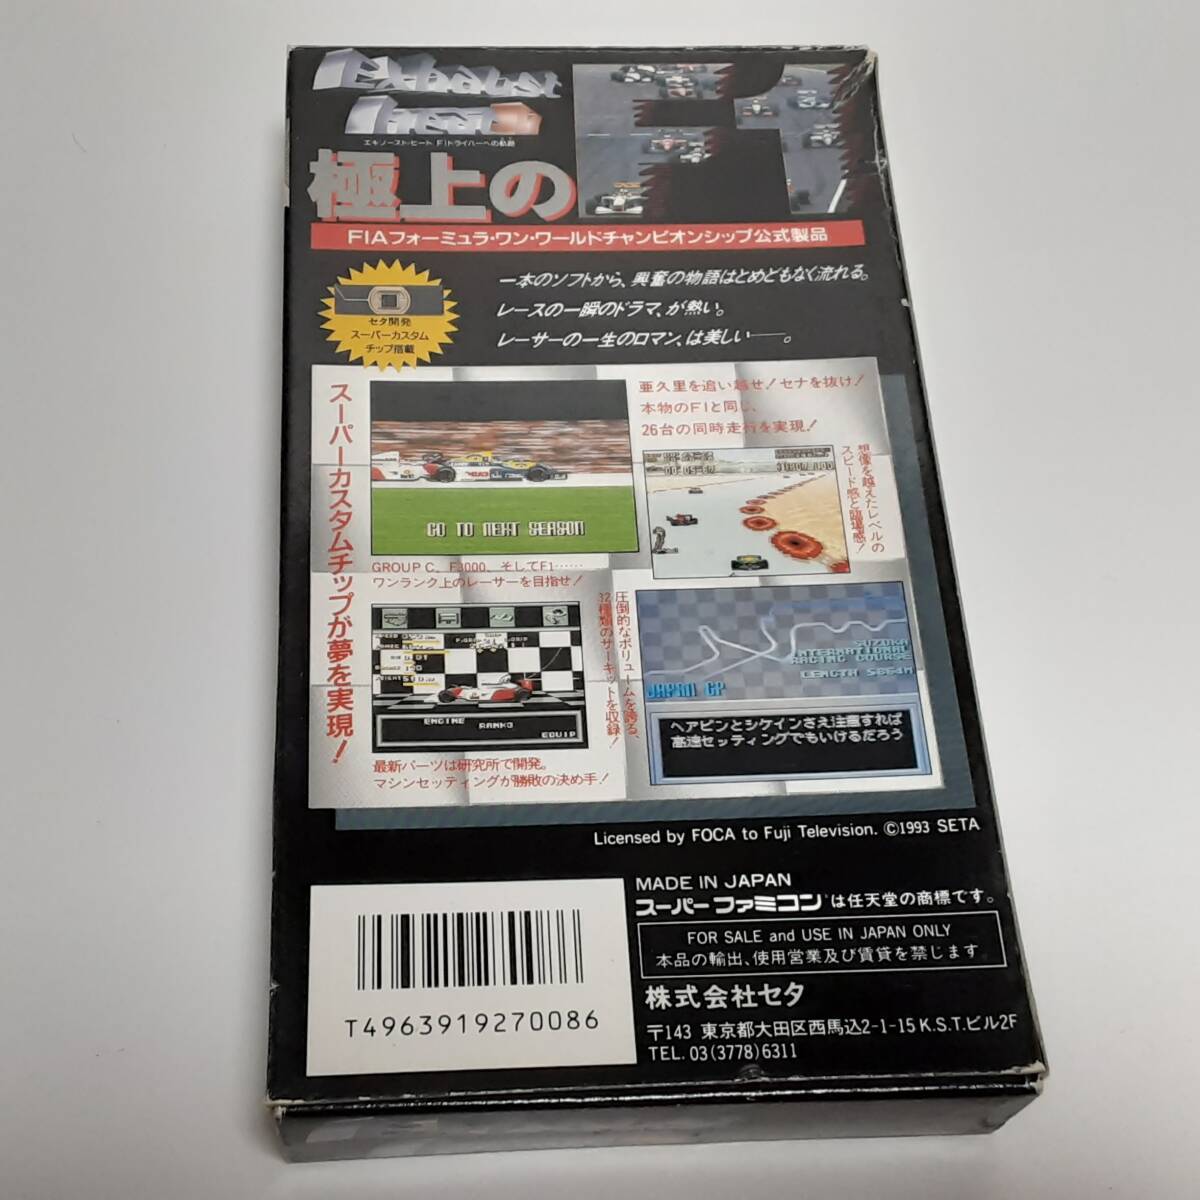 Exhaust
Heat II
エキゾースト・ヒート F1ドライバーへの軌跡
極上の F1
FIAフォーミュラ・ワン・ワールドチャンピオンシップ公式製品
セタ開発
スーパーカスタム
チップ搭載
一本のソフトから、興奮の物語はとめどもなく流れる。
レースの一瞬のドラマ、が熱い。
レーサーの一生のロマン、は美しい──。
スーパーカスタムチップが夢を実現!
GO TO NEXT SEASON
亜久里を追い越せ!セナを抜け!
本物のF1と同じ、
26台の同時走行を実現!
想像を越えたレベルの
スピード感と臨場感!
GROUP C、F3000、そしてF1……
ワンランク上のレーサーを目指せ!
圧倒的なボリュームを誇る、
32種類のサーキットを収録!
ENGINE
EQUIP
SUZUKA
INTERNATIONAL
RACING COURSE
LENGTH 5864M
JAPAN GP
ヘアピンとシケインさえ注意すれば
高速セッティングでもいけるだろう
最新パーツは研究所で開発。
マシンセッティングが勝敗の決め手!
Licensed by FOCA to Fuji Television. ©1993 SETA
MADE IN JAPAN
スーパーファミコンは任天堂の商標です。
FOR SALE and USE IN JAPAN ONLY
本品の輸出、使用営業及び賃貸を禁じます
T4963919270086
株式会社セタ
〒143 東京都大田区西馬込2-1-15 K.S.T.ビル2F
TEL. 03(3778)6311